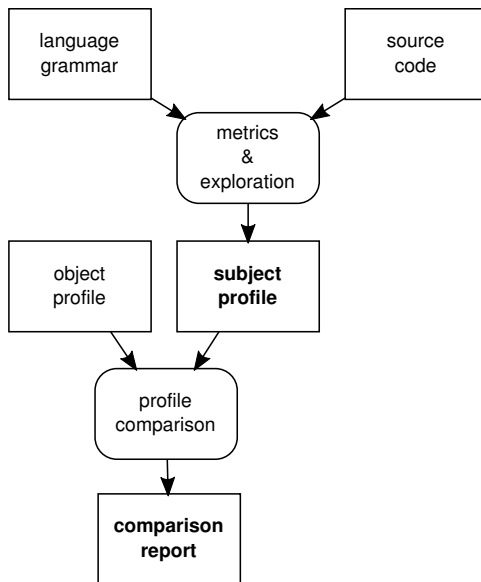 language
grammar
source
code
metrics
&
exploration
object
profile
subject
profile
profile
comparison
comparison
report